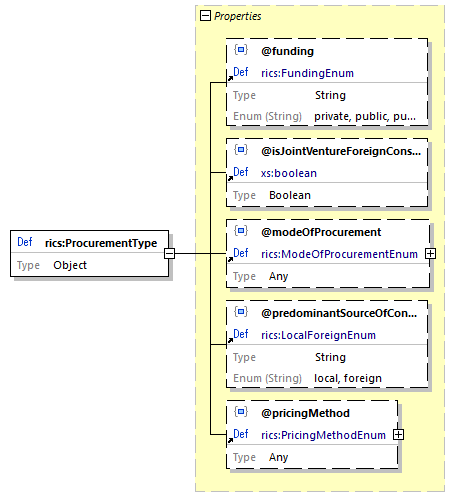 Properties
@funding
Def rics:FundingEnum
Type String
Enum (String) private, public, pu...
@isJointVentureForeignCons...
Def xs:boolean
Type Boolean
@modeOfProcurement
Def rics:ModeOfProcurementEnum
Type Any
Def rics:ProcurementType
Type Object
@predominantSourceOfCon...
Def rics:LocalForeignEnum
Type String
Enum (String) local, foreign
@pricingMethod
Def rics:PricingMethodEnum
Type Any